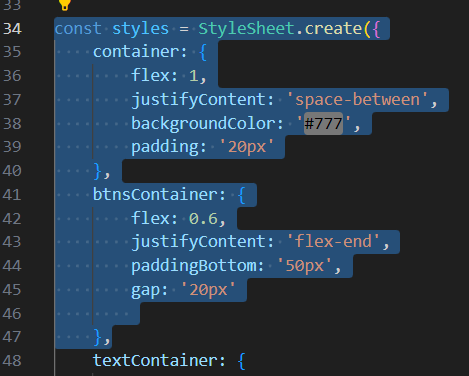 33
34 const styles = StyleSheet.create({
35 container: {
36 flex: 1,
37 justifyContent: 'space-between',
38 backgroundColor: '#777',
39 padding: '20px'
40 },
41 btnsContainer: {
42 flex: 0.6,
43 justifyContent: 'flex-end',
44 paddingBottom: '50px',
45 gap: '20px'
46
47 },
48 textContainer: {